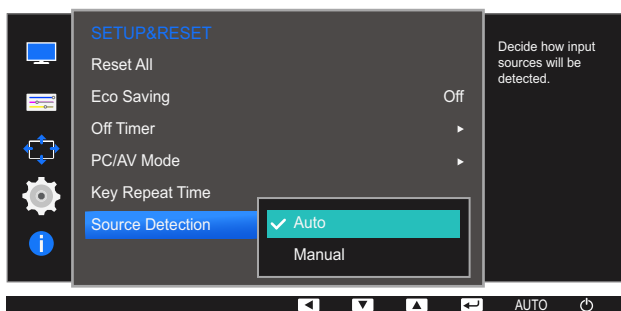 SETUP&RESET
Reset All
Eco Saving Off
Off Timer
PC/AV Mode
Key Repeat Time
Source Detection
Auto
Manual
Decide how input
sources will be
detected.
AUTO